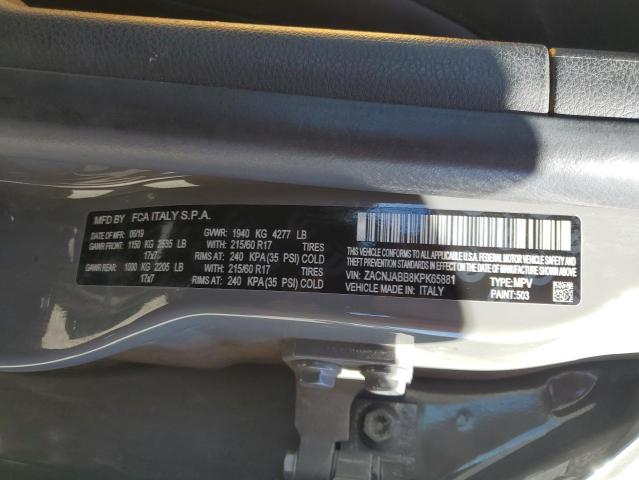 MFD BY FCA ITALY S.P.A.
DATE OF MFR: 06/19 GVWR: 1940 KG 4277 LB
GAWR FRONT: 1150 KG 2535 LB WITH: 215/60 R17 TIRES
17x7 RIMS AT: 240 KPA (35 PSI) COLD
GAWR REAR: 1000 KG 2205 LB WITH: 215/60 R17 TIRES
17x7 RIMS AT: 240 KPA (35 PSI) COLD
THIS VEHICLE CONFORMS TO ALL APPLICABLE U.S.A. FEDERAL MOTOR VEHICLE SAFETY,
BUMPER AND THEFT PREVENTION STANDARDS IN EFFECT ON THE DATE OF MANUFACTURE SHOWN ABOVE.
VIN: ZACNJABB8KPK65881 TYPE: MPV
VEHICLE MADE IN: ITALY PAINT: 503